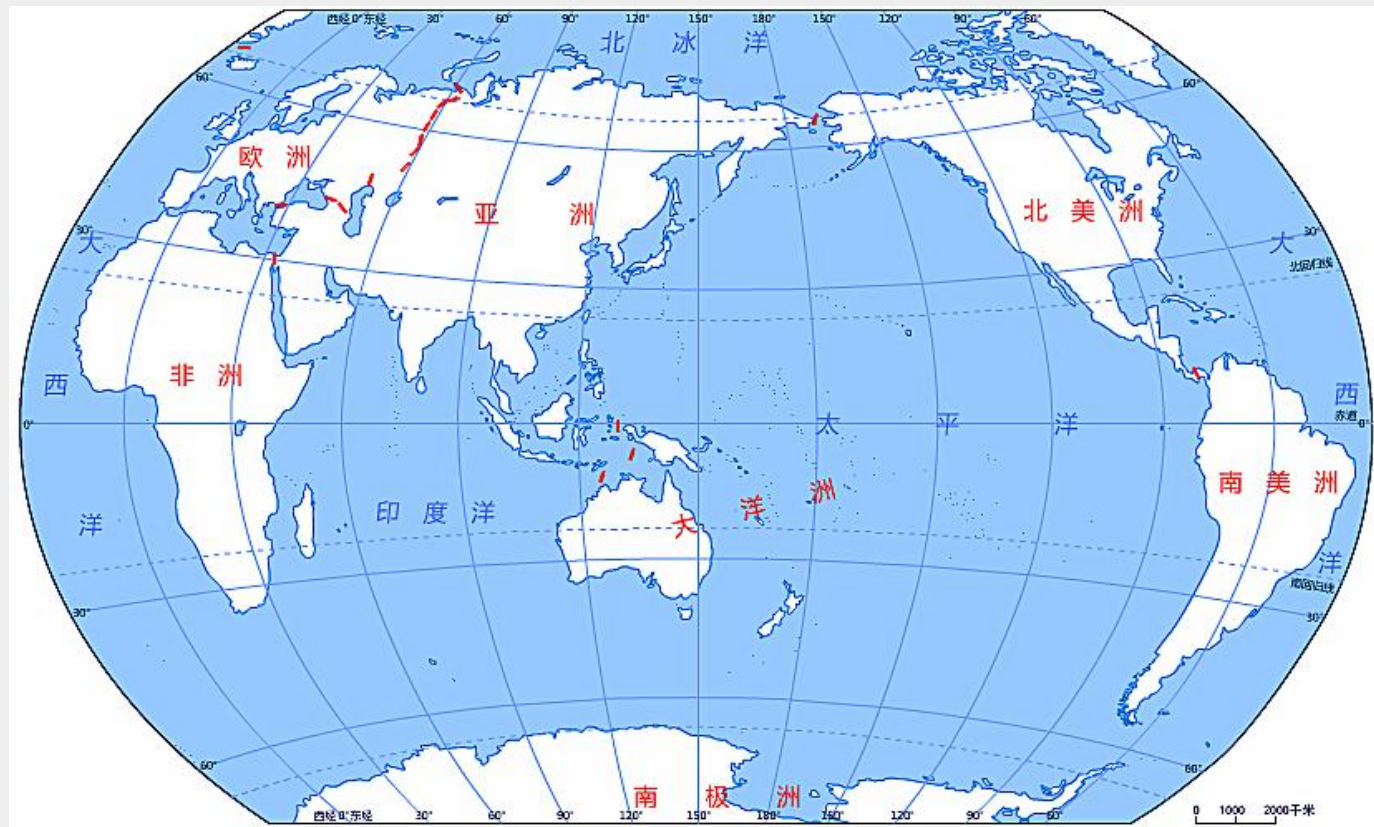 西经 0° 东经 30° 60° 90° 120° 150° 180° 150° 120° 90° 60°
北 冰 洋
60° 60°
欧 洲
亚 洲
北 美 洲
30° 大 大 30°
北回归线
非 洲
西 西
赤道
0° 太 平 洋 0°
南 美 洲
大 洋 洲
印 度 洋
洋 洋
南回归线
30° 30°
60° 60°
南 极 洲
西经 0° 东经 30° 60° 90° 120° 150° 180° 150° 120° 90° 60°
0 1000 2000千米